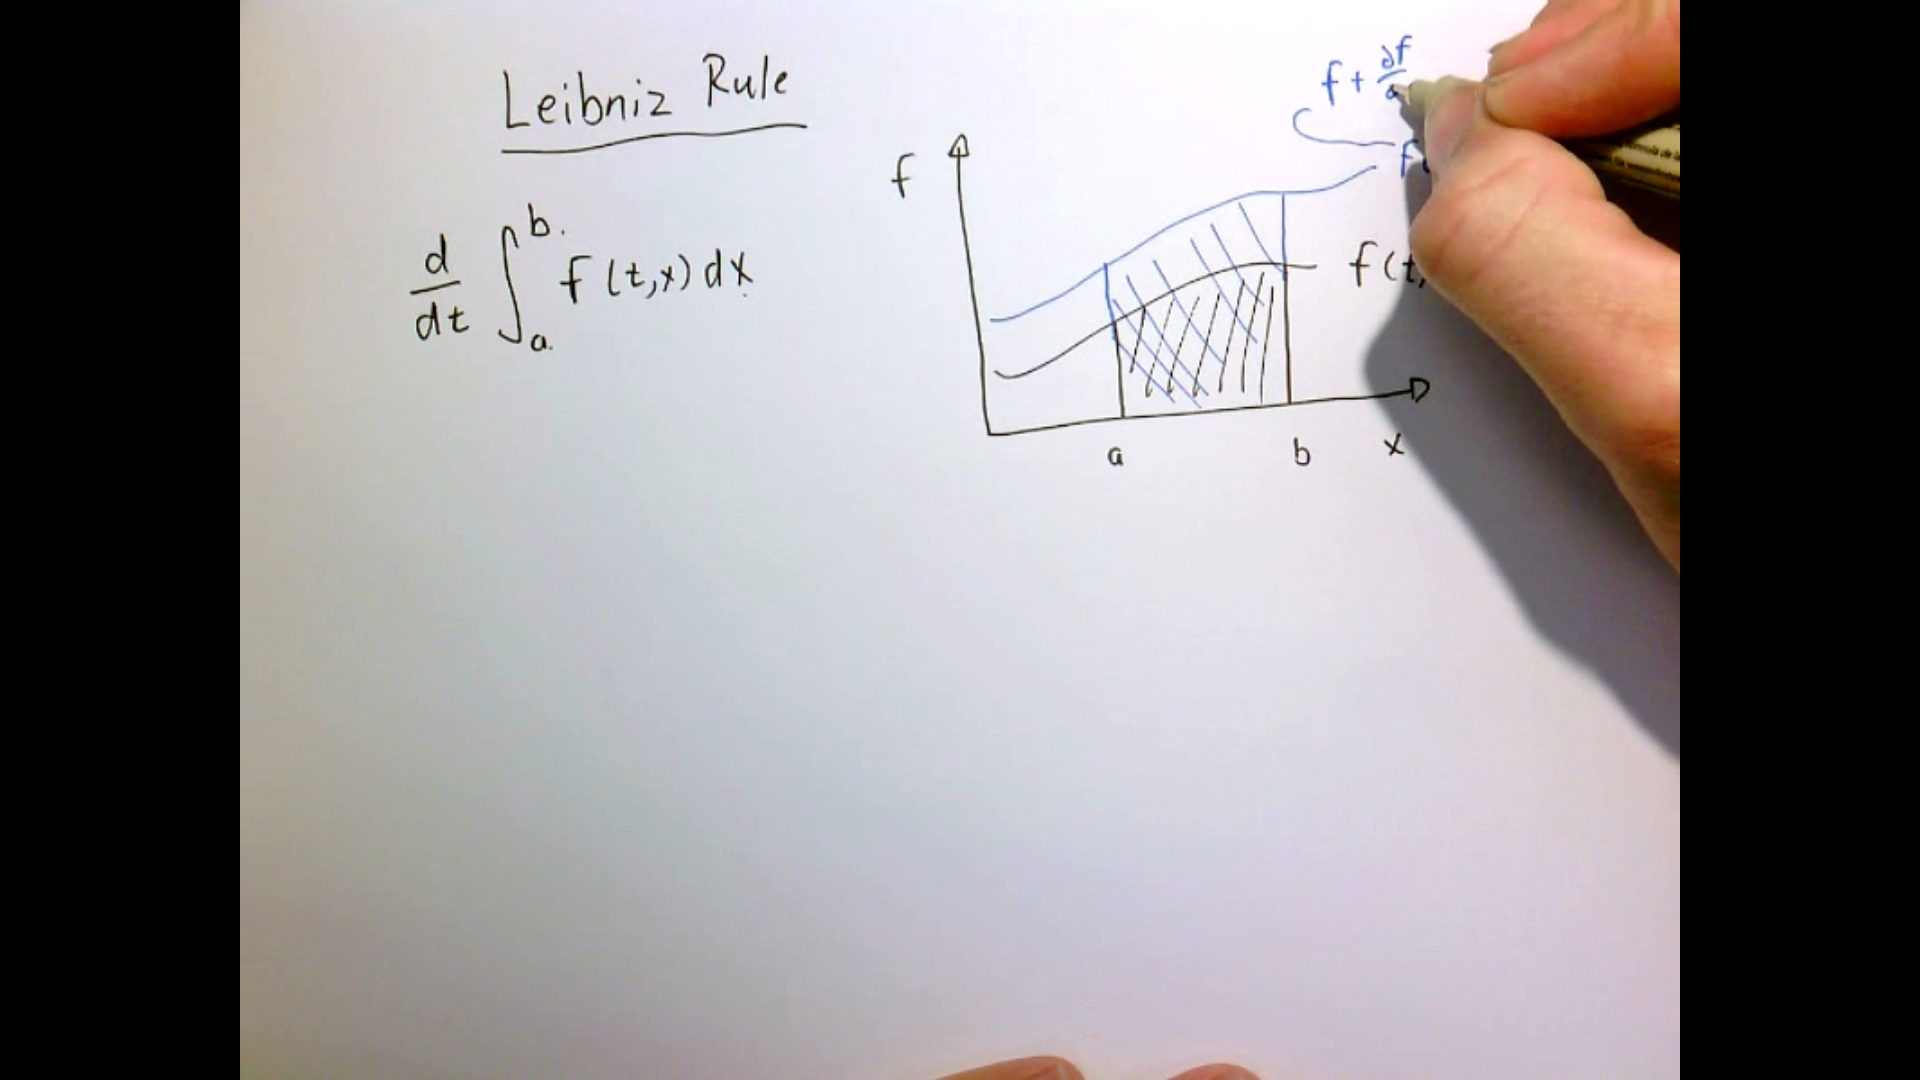 Leibniz Rule
d/dt ∫_a^b f(t,x)dx
f + ∂f
f
f(t,
a b x